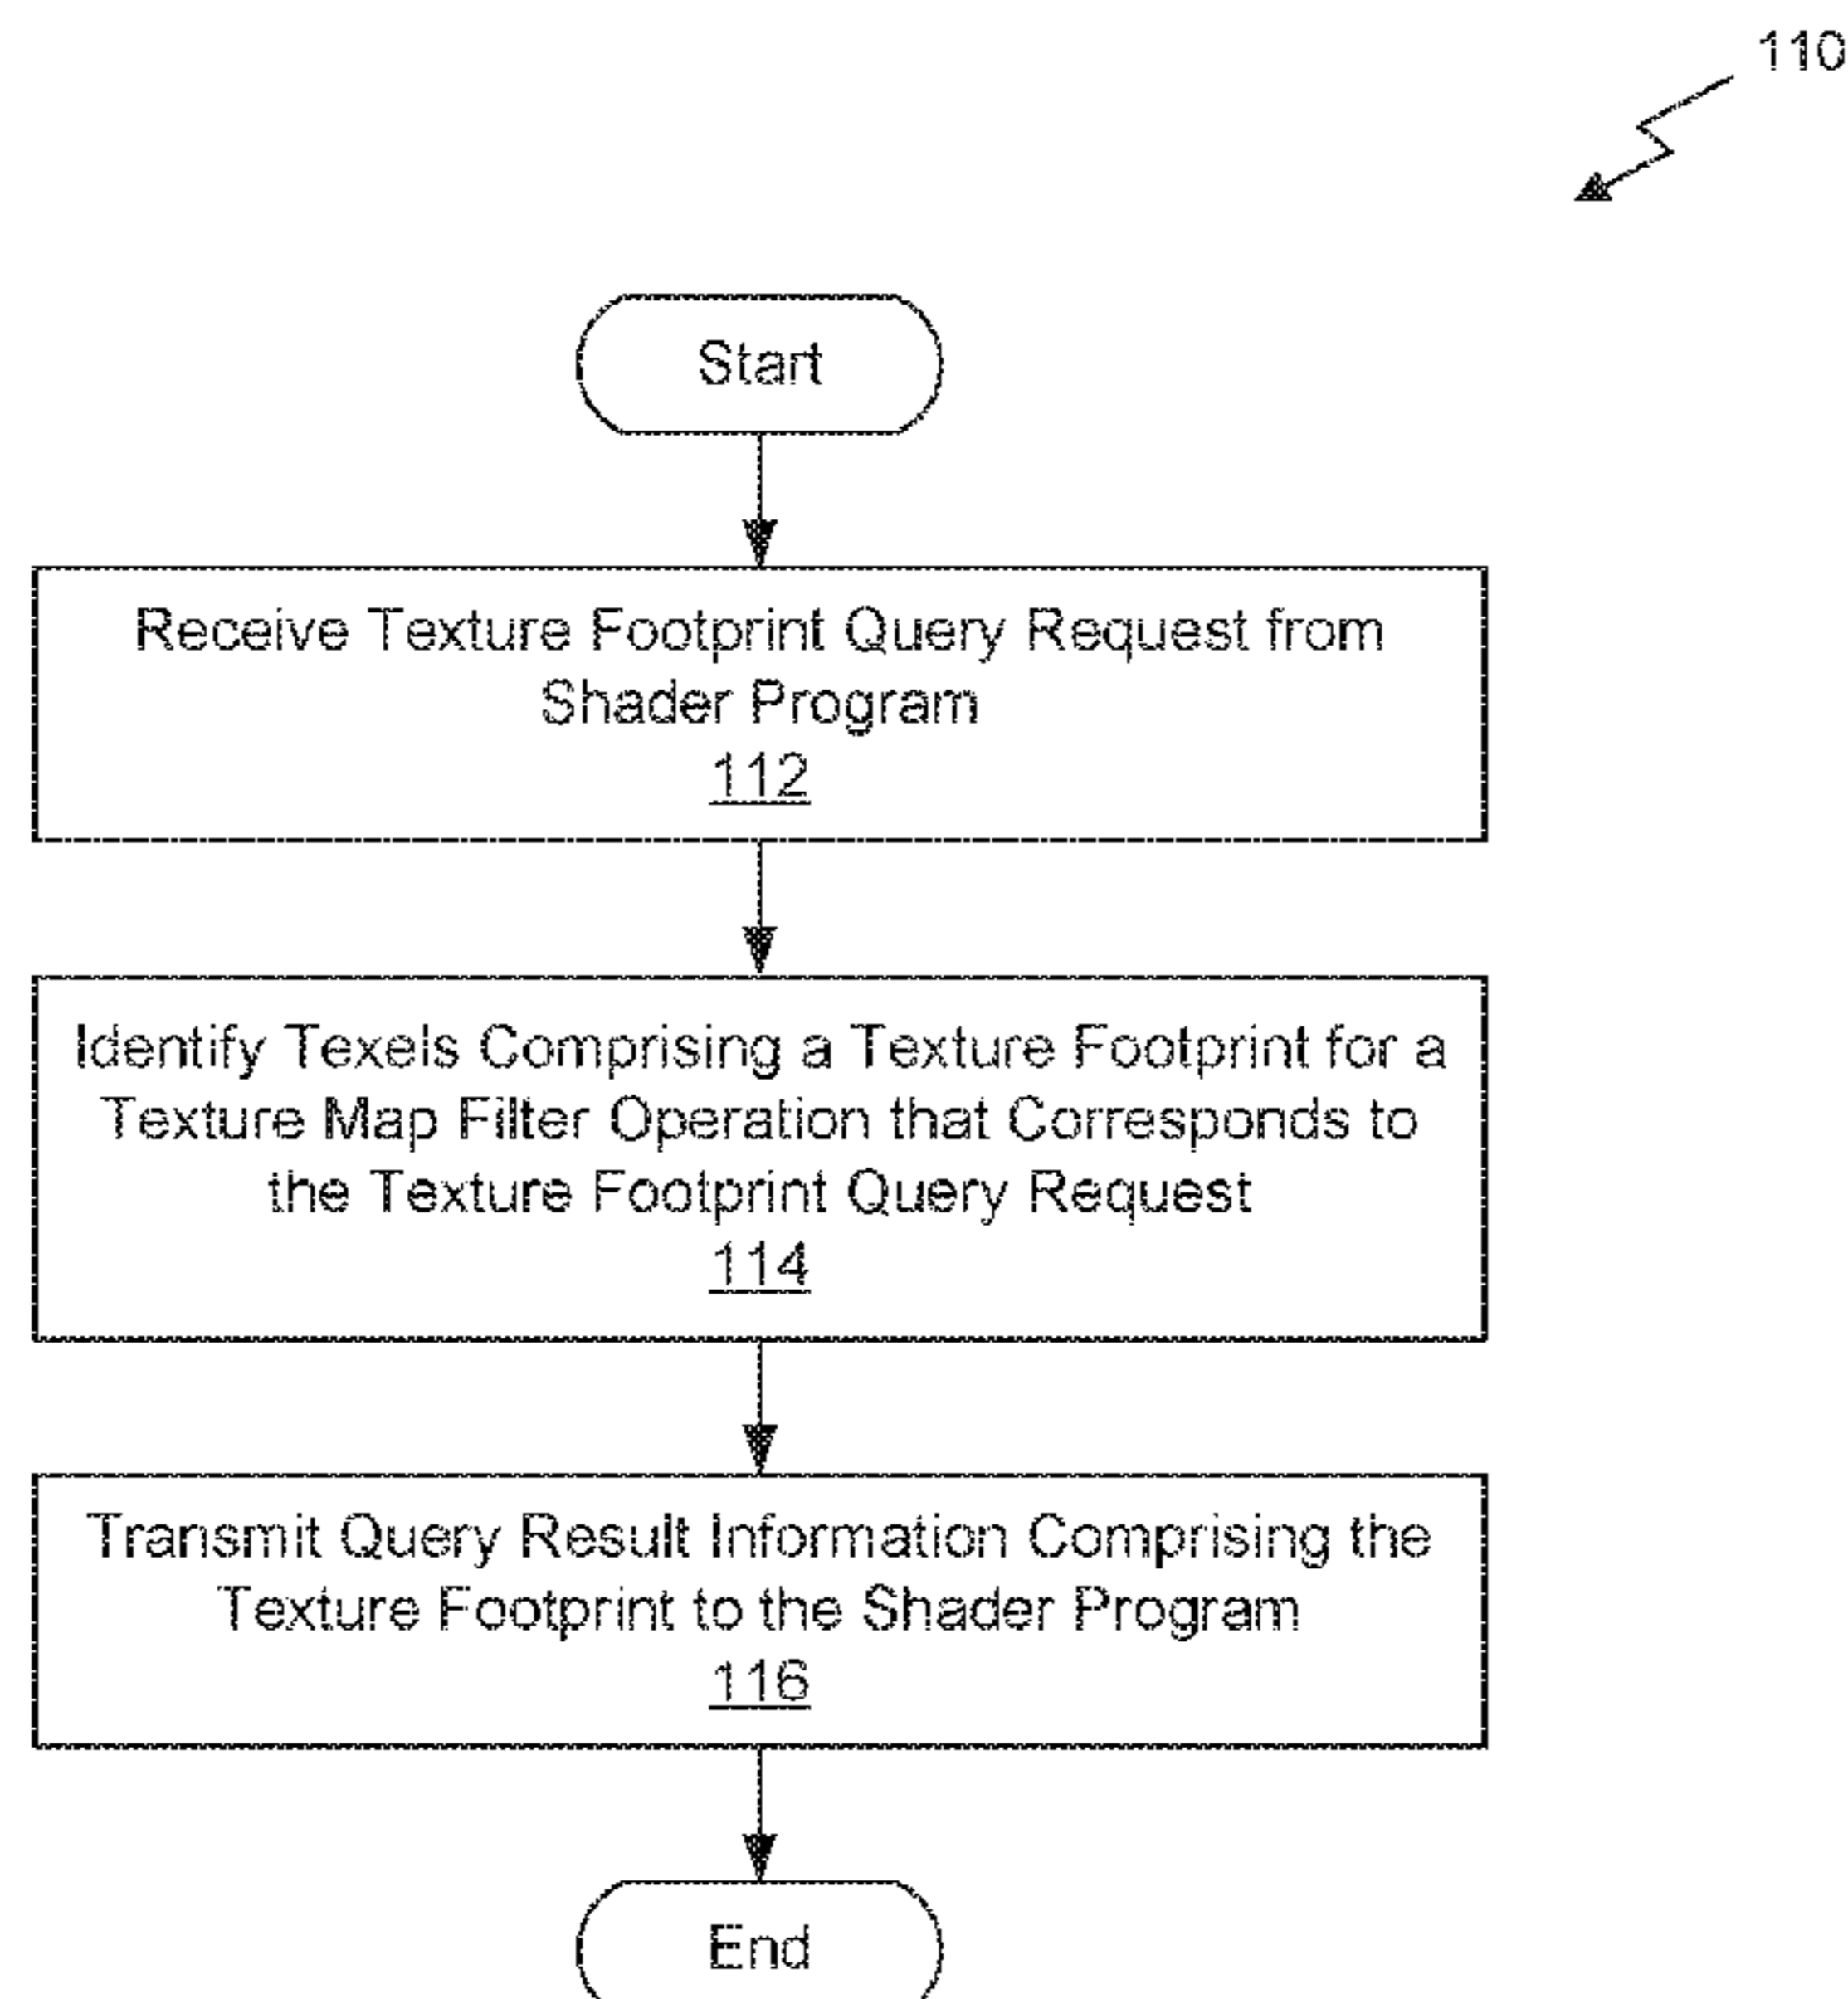 110
Start
Receive Texture Footprint Query Request from
Shader Program
112
Identify Texels Comprising a Texture Footprint for a
Texture Map Filter Operation that Corresponds to
the Texture Footprint Query Request
114
Transmit Query Result Information Comprising the
Texture Footprint to the Shader Program
116
End